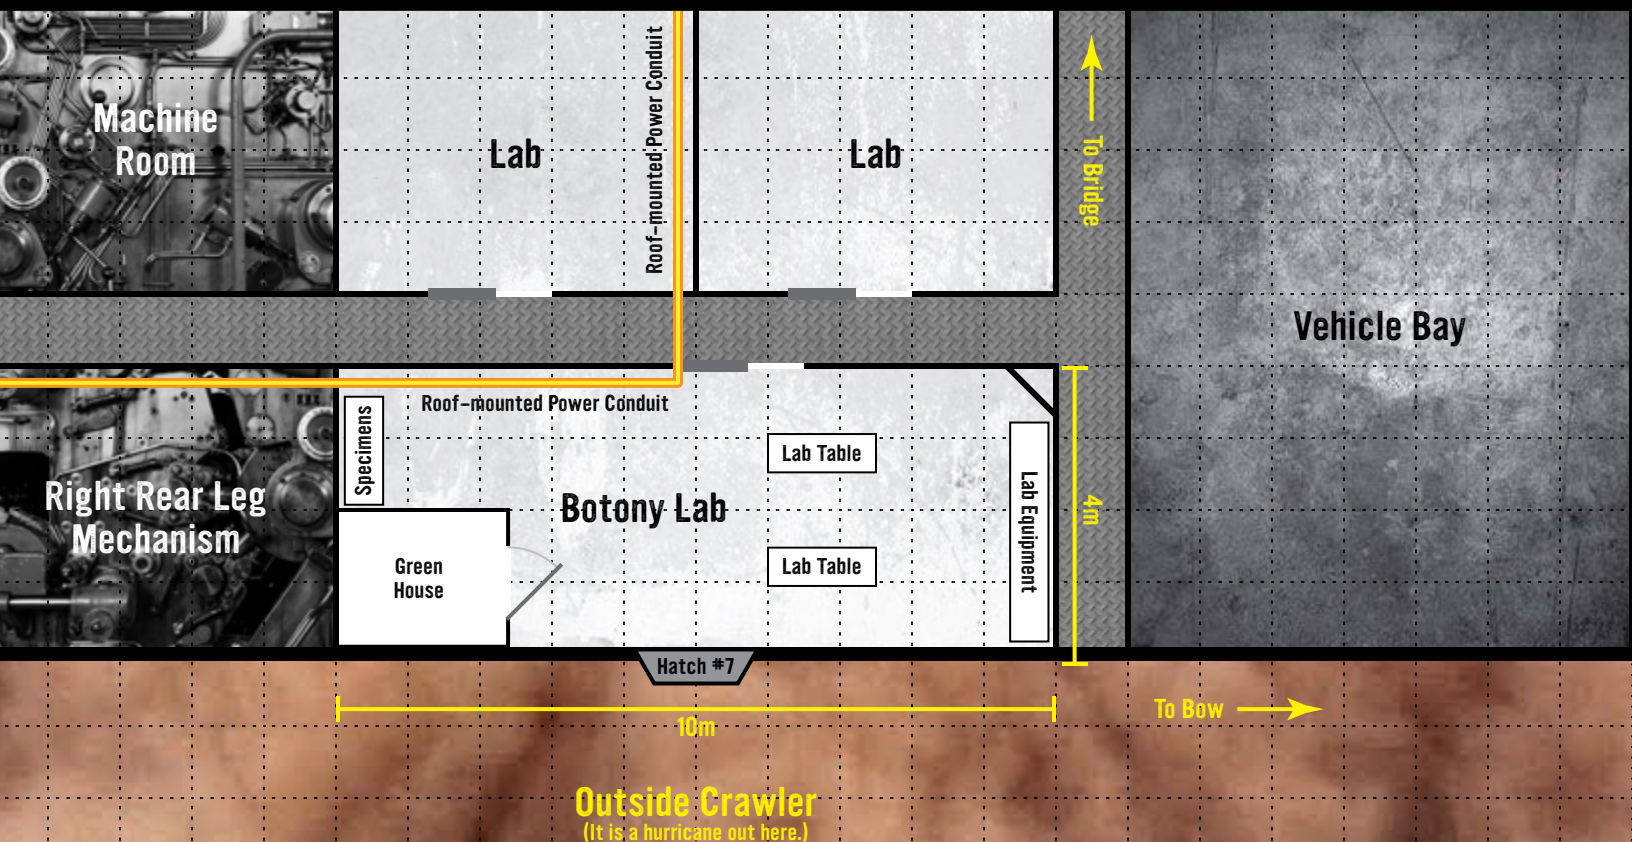 Machine
Room
Lab
Roof-mounted Power Conduit
Lab
To Bridge
Vehicle Bay
Roof-mounted Power Conduit
Specimens
Lab Table
Right Rear Leg
Mechanism
Botony Lab
Lab Equipment
4m
Green
House
Lab Table
Hatch #7
10m
To Bow
Outside Crawler
(It is a hurricane out here.)